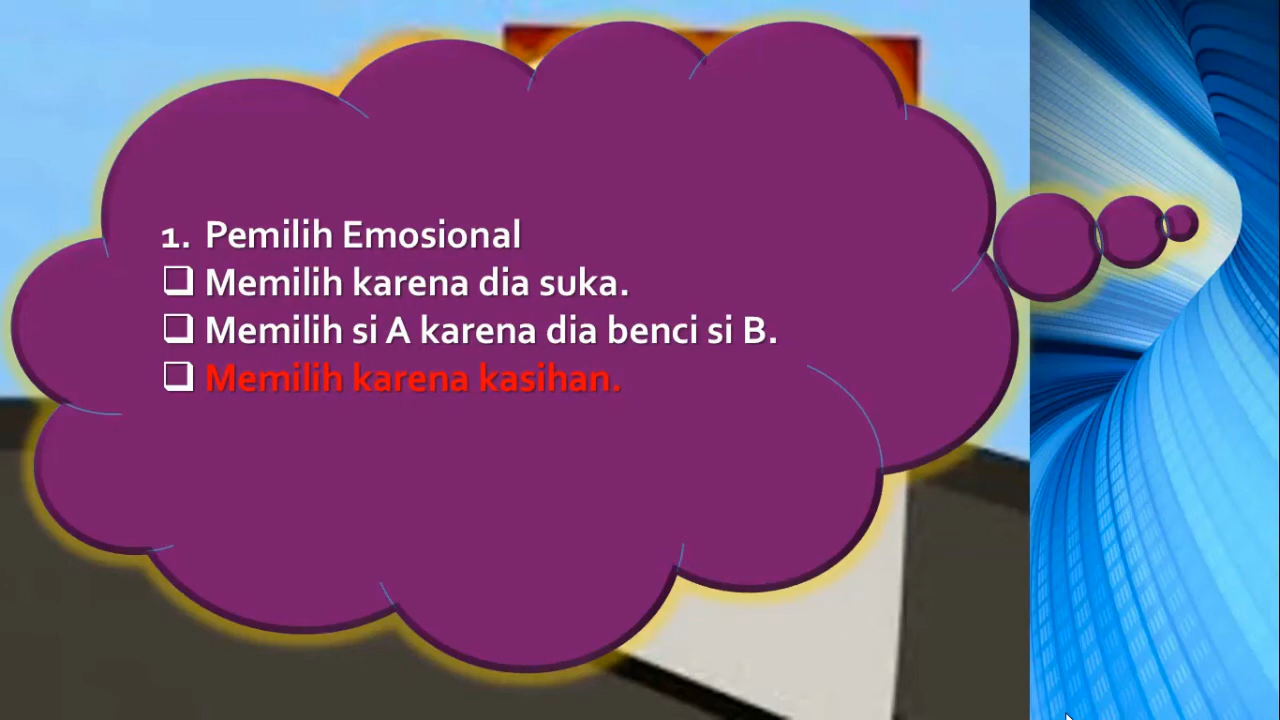 1. Pemilih Emosional
❑ Memilih karena dia suka.
❑ Memilih si A karena dia benci si B.
❑ Memilih karena kasihan.